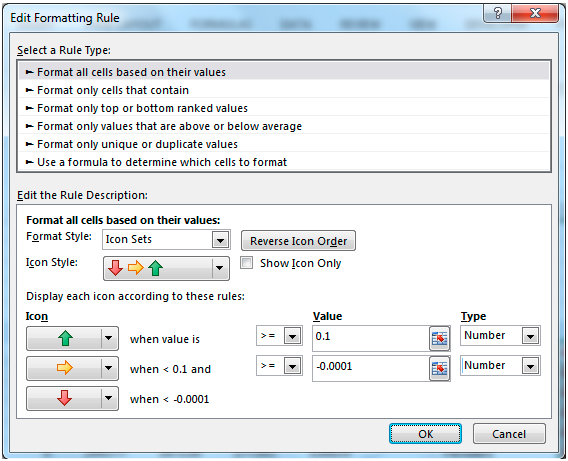 Edit Formatting Rule
?
Select a Rule Type:
► Format all cells based on their values
► Format only cells that contain
► Format only top or bottom ranked values
► Format only values that are above or below average
► Format only unique or duplicate values
► Use a formula to determine which cells to format
Edit the Rule Description:
Format all cells based on their values:
Format Style: Icon Sets Reverse Icon Order
Icon Style: Show Icon Only
Display each icon according to these rules:
Icon Value Type
when value is >= 0.1 Number
when < 0.1 and >= -0.0001 Number
when < -0.0001
OK Cancel